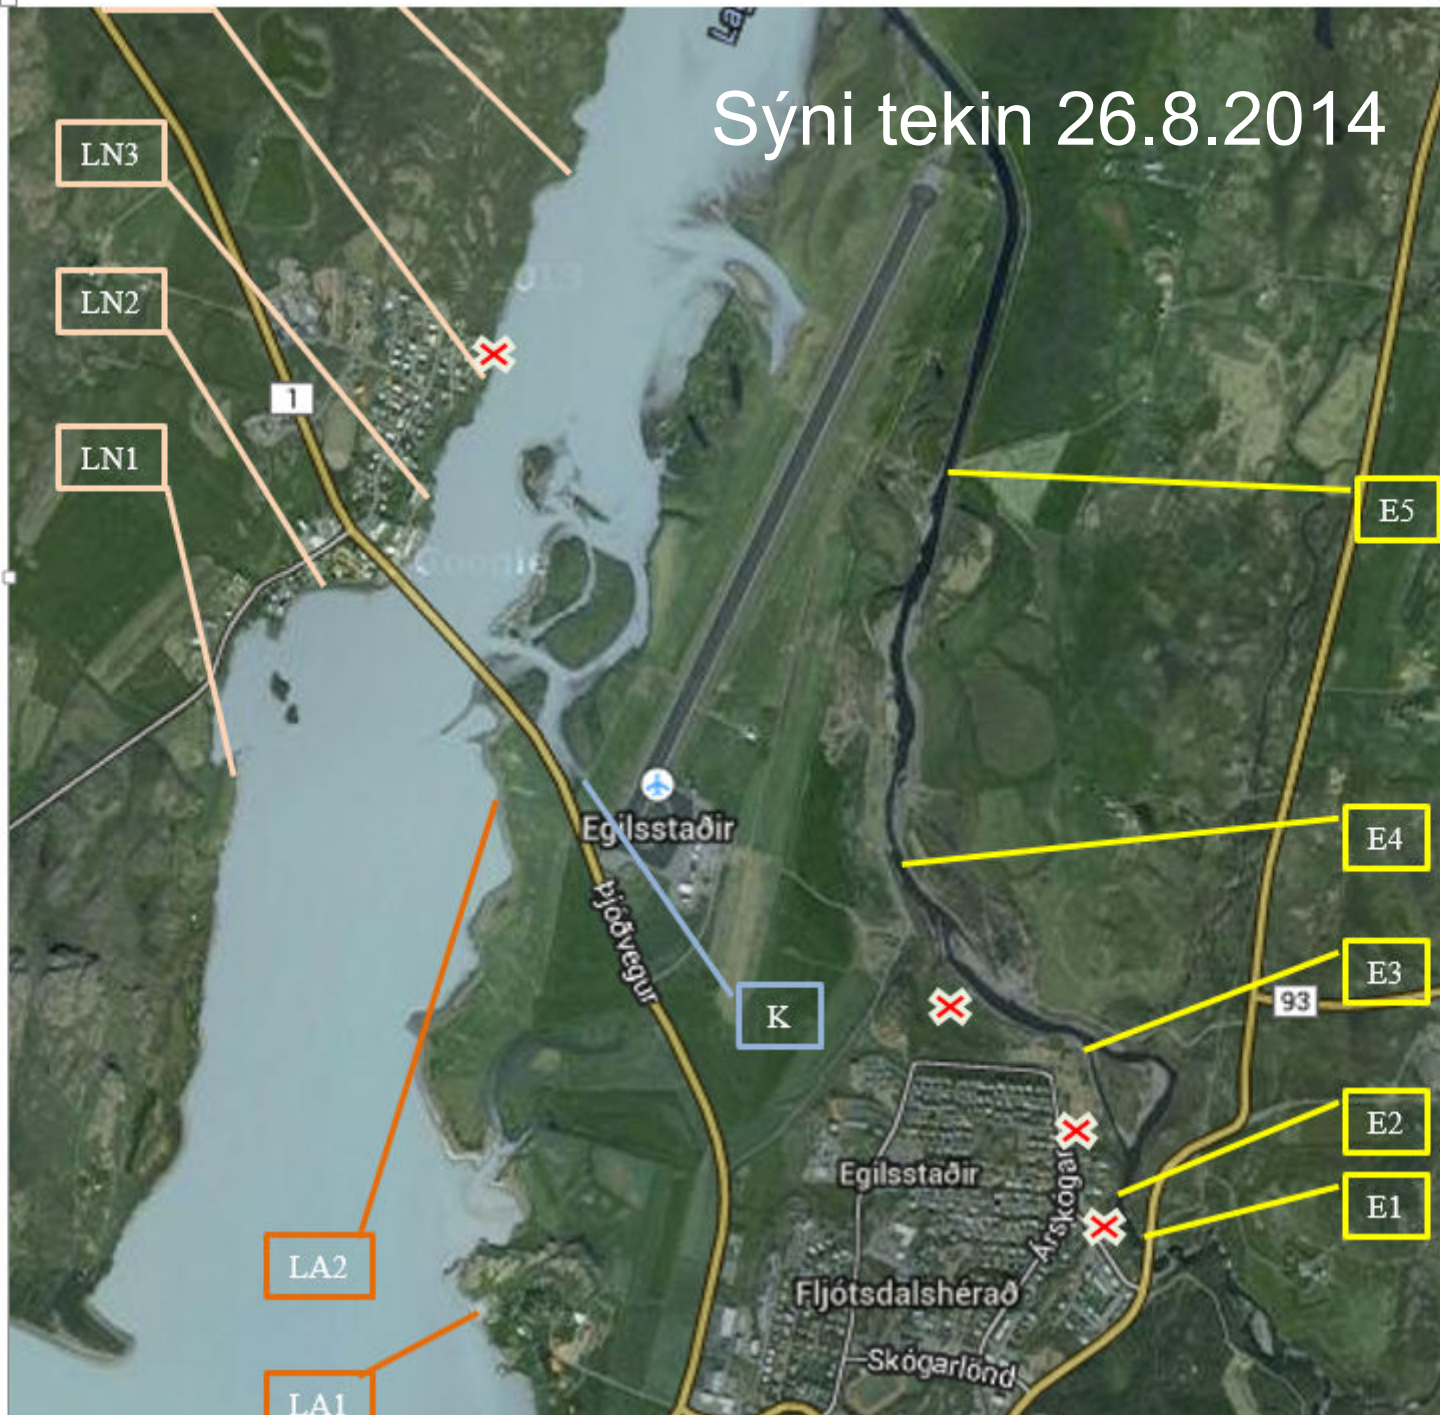 Sýni tekin 26.8.2014
LN3
LN2
1
LN1
E5
Google
Egilsstaðir
E4
Þjóðvegur
E3
K
93
E2
Egilsstaðir
Árskógar
E1
LA2
Fljótsdalshérað
Skógarlönd
LA1